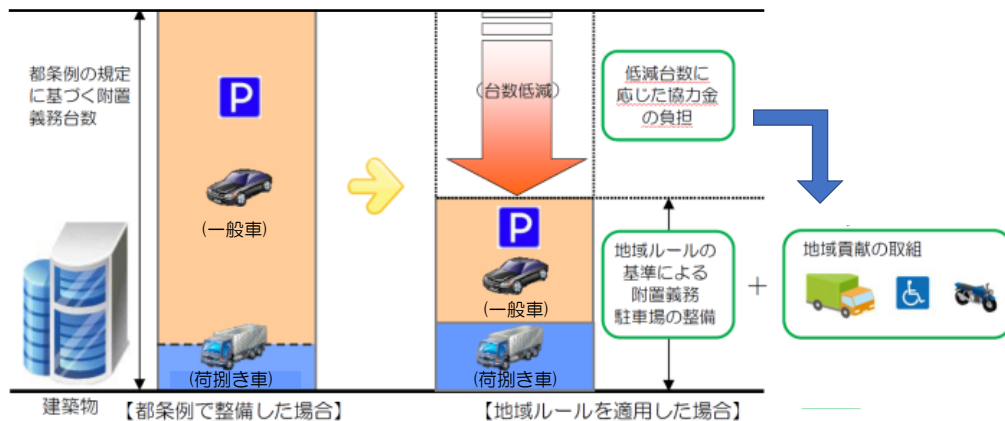 都条例の規定
に基づく附置
義務台数
P
(一般車)
(荷捌き車)
建築物
【都条例で整備した場合】
(台数低減)
P
(一般車)
(荷捌き車)
【地域ルールを適用した場合】
低減台数に
応じた協力金
の負担
地域ルールの
基準による
附置義務
駐車場の整備
+
地域貢献の取組